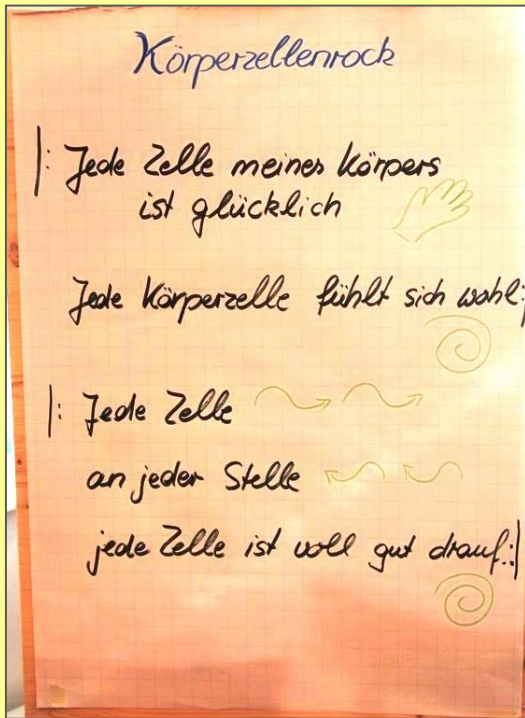 Körperzellenrock
|: Jede Zelle meines Körpers
ist glücklich
Jede Körperzelle fühlt sich wohl :
|: Jede Zelle
an jeder Stelle
jede Zelle ist voll gut drauf :|